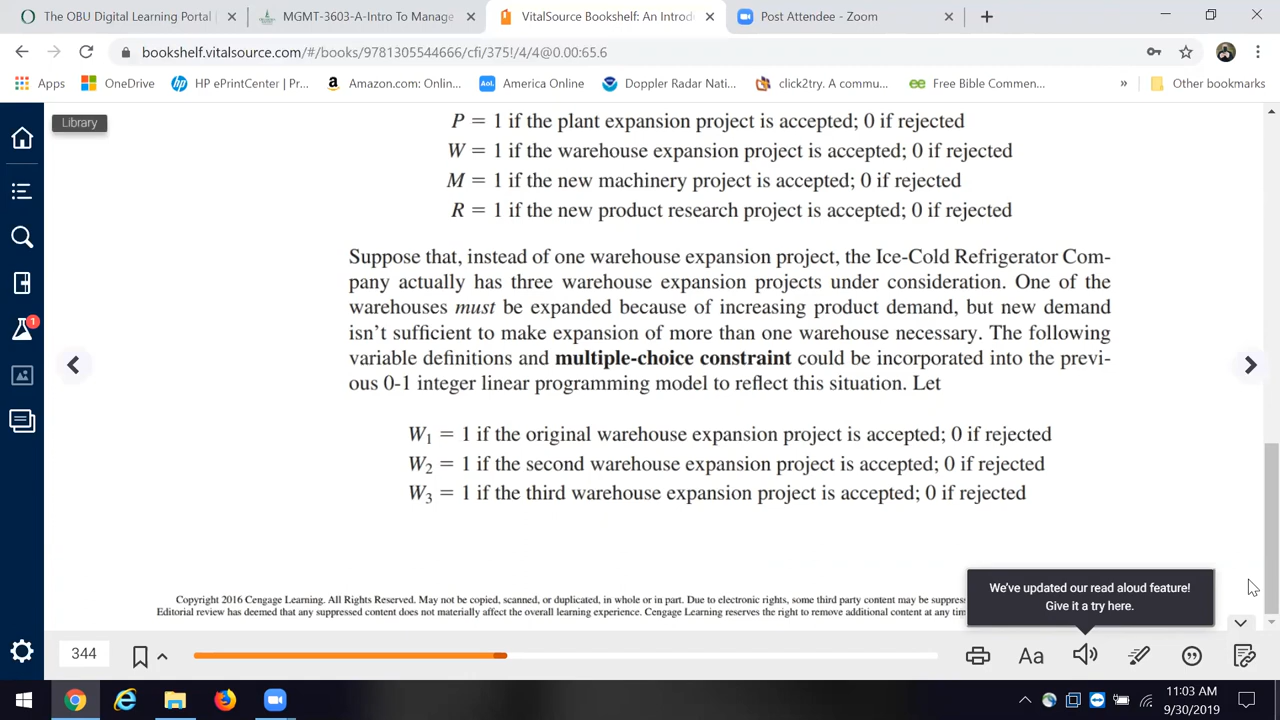 The OBU Digital Learning Portal
MGMT-3603-A-Intro To Manage
VitalSource Bookshelf: An Introd
Post Attendee - Zoom
bookshelf.vitalsource.com/#/books/9781305544666/cfi/375!/4/4@0.00:65.6
Apps
OneDrive
HP ePrintCenter | Pr...
Amazon.com: Onlin...
Aol.
America Online
Doppler Radar Nati...
click2try. A commu...
ee
Free Bible Commen...
»
Other bookmarks
Library
P = 1 if the plant expansion project is accepted; 0 if rejected
W = 1 if the warehouse expansion project is accepted; 0 if rejected
M = 1 if the new machinery project is accepted; 0 if rejected
R = 1 if the new product research project is accepted; 0 if rejected
Suppose that, instead of one warehouse expansion project, the Ice-Cold Refrigerator Com-
pany actually has three warehouse expansion projects under consideration. One of the
warehouses must be expanded because of increasing product demand, but new demand
isn't sufficient to make expansion of more than one warehouse necessary. The following
variable definitions and multiple-choice constraint could be incorporated into the previ-
ous 0-1 integer linear programming model to reflect this situation. Let
W₁ = 1 if the original warehouse expansion project is accepted; 0 if rejected
W₂ = 1 if the second warehouse expansion project is accepted; 0 if rejected
W₃ = 1 if the third warehouse expansion project is accepted; 0 if rejected
1
We've updated our read aloud feature!
Give it a try here.
Copyright 2016 Cengage Learning. All Rights Reserved. May not be copied, scanned, or duplicated, in whole or in part. Due to electronic rights, some third party content may be suppres
Editorial review has deemed that any suppressed content does not materially affect the overall learning experience. Cengage Learning reserves the right to remove additional content at any tim
344
Aa
11:03 AM
9/30/2019